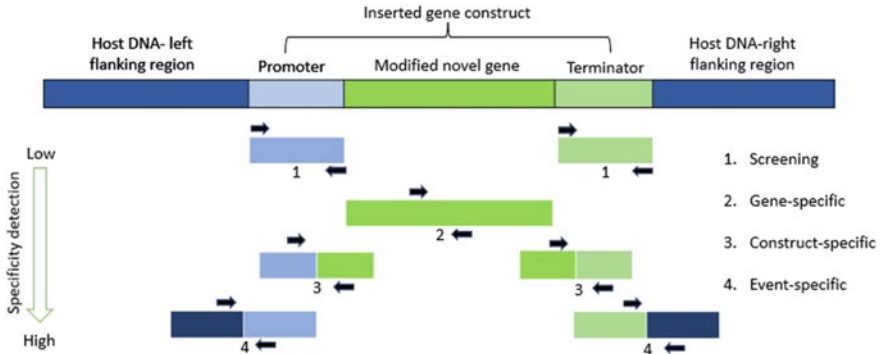 Inserted gene construct
Host DNA- left
flanking region
Promoter
Modified novel gene
Terminator
Host DNA-right
flanking region
Low
Specificity detection
High
1
1
2
3
3
4
4
1. Screening
2. Gene-specific
3. Construct-specific
4. Event-specific